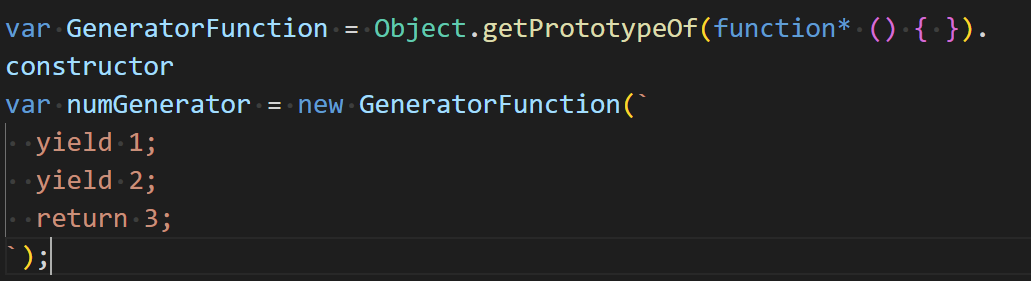 var GeneratorFunction = Object.getPrototypeOf(function* () { }).
constructor
var numGenerator = new GeneratorFunction(`
  yield 1;
  yield 2;
  return 3;
`);